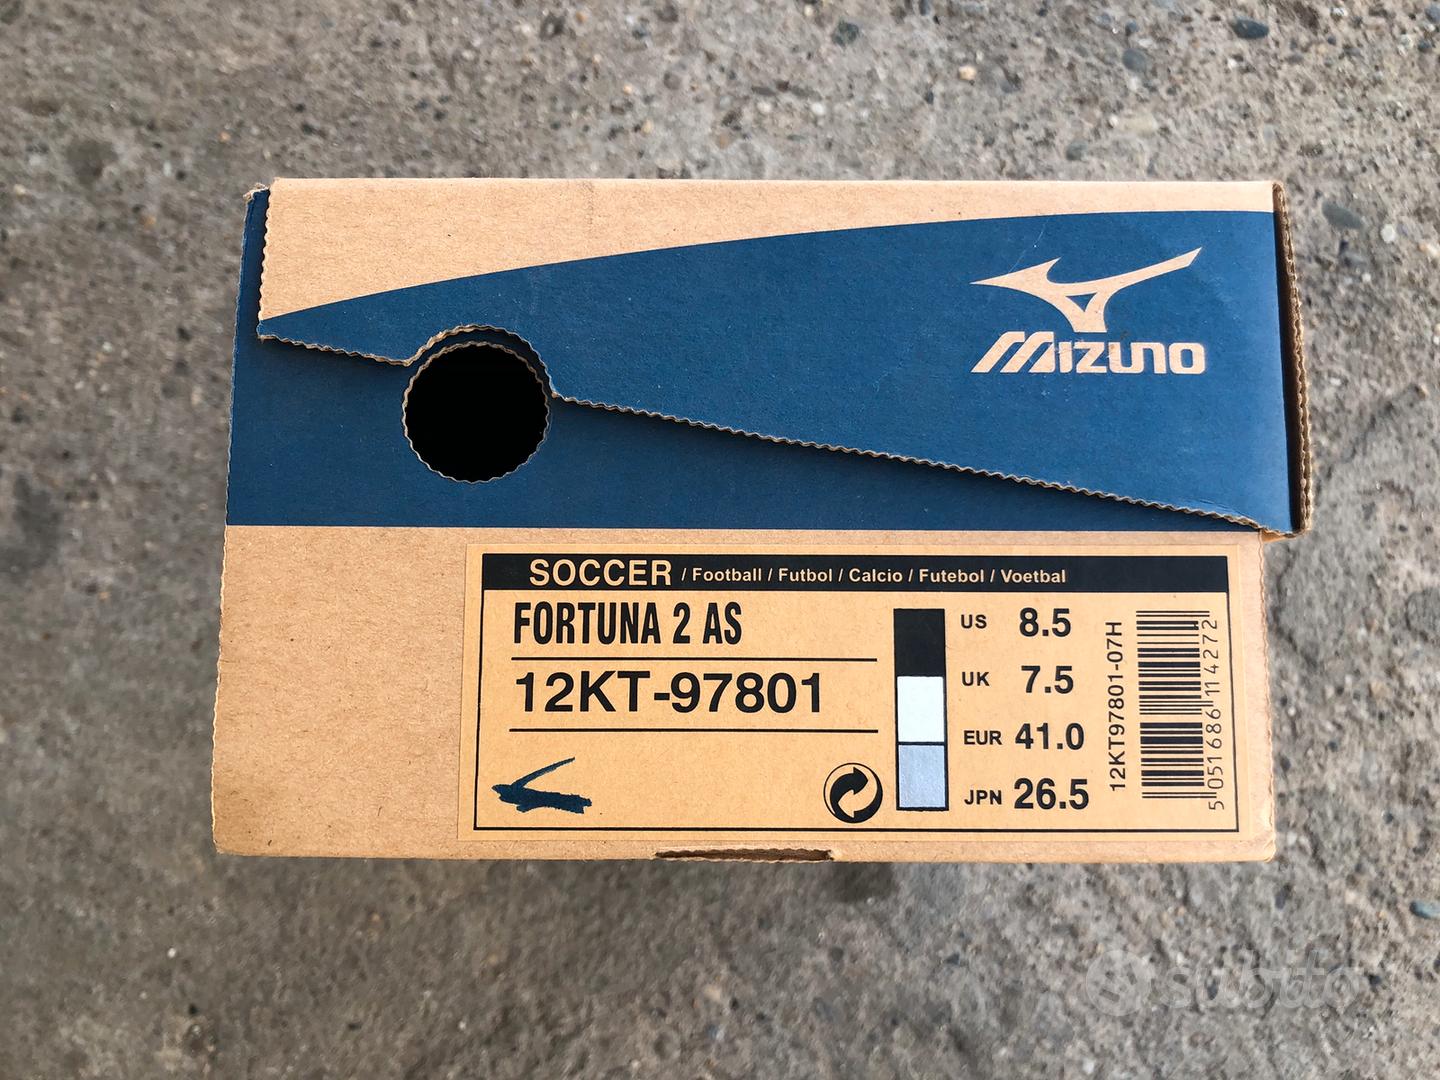 MIZUNO
SOCCER / Football / Futbol / Calcio / Futebol / Voetbal
FORTUNA 2 AS
12KT-97801
US 8.5
UK 7.5
EUR 41.0
JPN 26.5
12KT97801-07H
5 051686 114272
subito